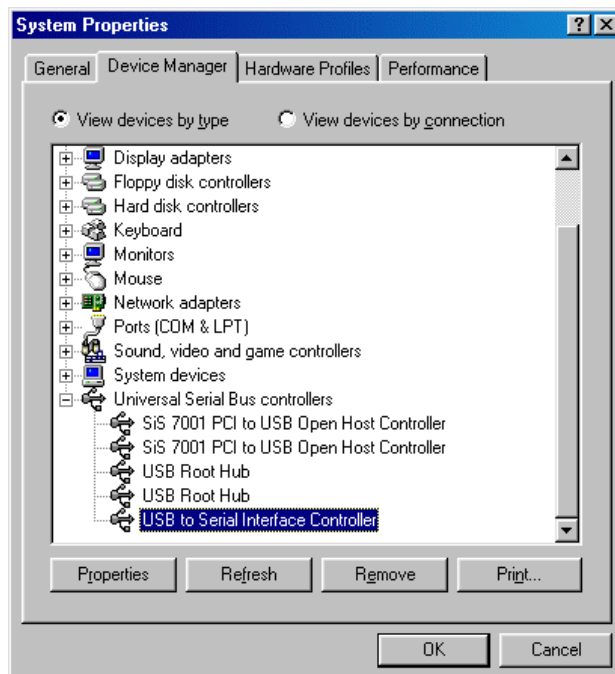 System Properties
General Device Manager Hardware Profiles Performance
View devices by type View devices by connection
Display adapters
Floppy disk controllers
Hard disk controllers
Keyboard
Monitors
Mouse
Network adapters
Ports (COM & LPT)
Sound, video and game controllers
System devices
Universal Serial Bus controllers
SiS 7001 PCI to USB Open Host Controller
SiS 7001 PCI to USB Open Host Controller
USB Root Hub
USB Root Hub
USB to Serial Interface Controller
Properties Refresh Remove Print...
OK Cancel